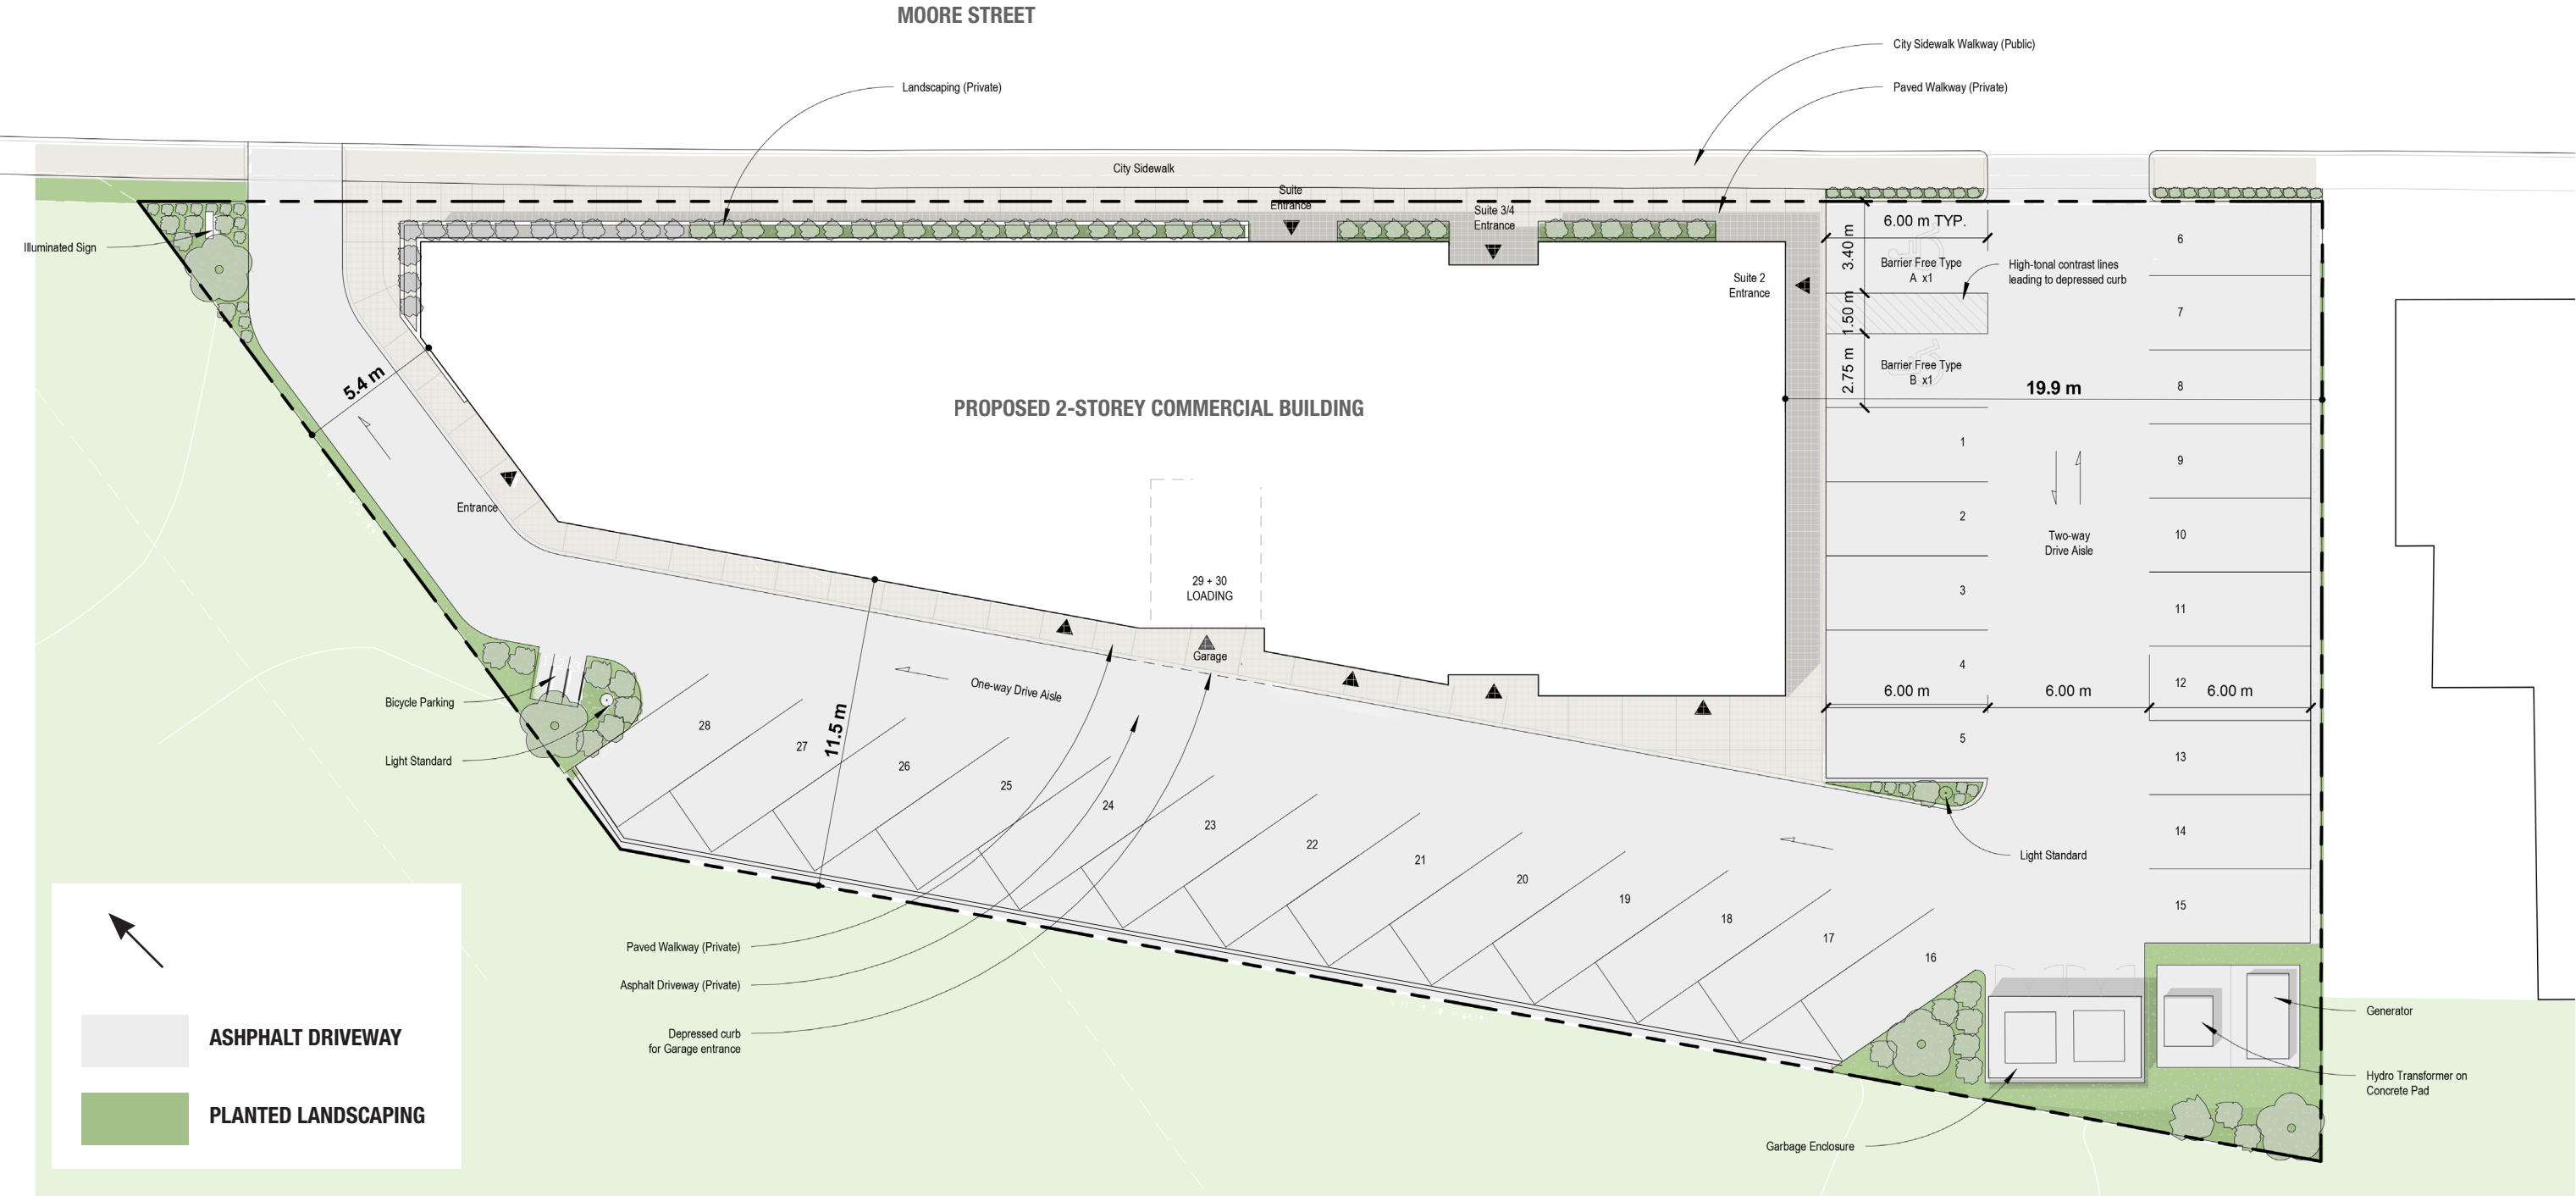 MOORE STREET
City Sidewalk Walkway (Public)
Landscaping (Private)
Paved Walkway (Private)
City Sidewalk
Suite
Entrance
Suite 3/4
Entrance
Illuminated Sign
6.00 m TYP.
3.40 m
Barrier Free Type
A x1
High-tonal contrast lines
leading to depressed curb
Suite 2
Entrance
1.50 m
2.75 m
Barrier Free Type
B x1
5.4 m
19.9 m
PROPOSED 2-STOREY COMMERCIAL BUILDING
6
7
8
9
10
11
12
13
14
15
1
2
3
4
5
Two-way
Drive Aisle
Entrance
29 + 30
LOADING
Garage
6.00 m
6.00 m
6.00 m
One-way Drive Aisle
11.5 m
Bicycle Parking
Light Standard
28
27
26
25
24
23
22
21
20
19
18
17
16
Light Standard
Paved Walkway (Private)
Asphalt Driveway (Private)
Depressed curb
for Garage entrance
Generator
Hydro Transformer on
Concrete Pad
Garbage Enclosure
ASHPHALT DRIVEWAY
PLANTED LANDSCAPING